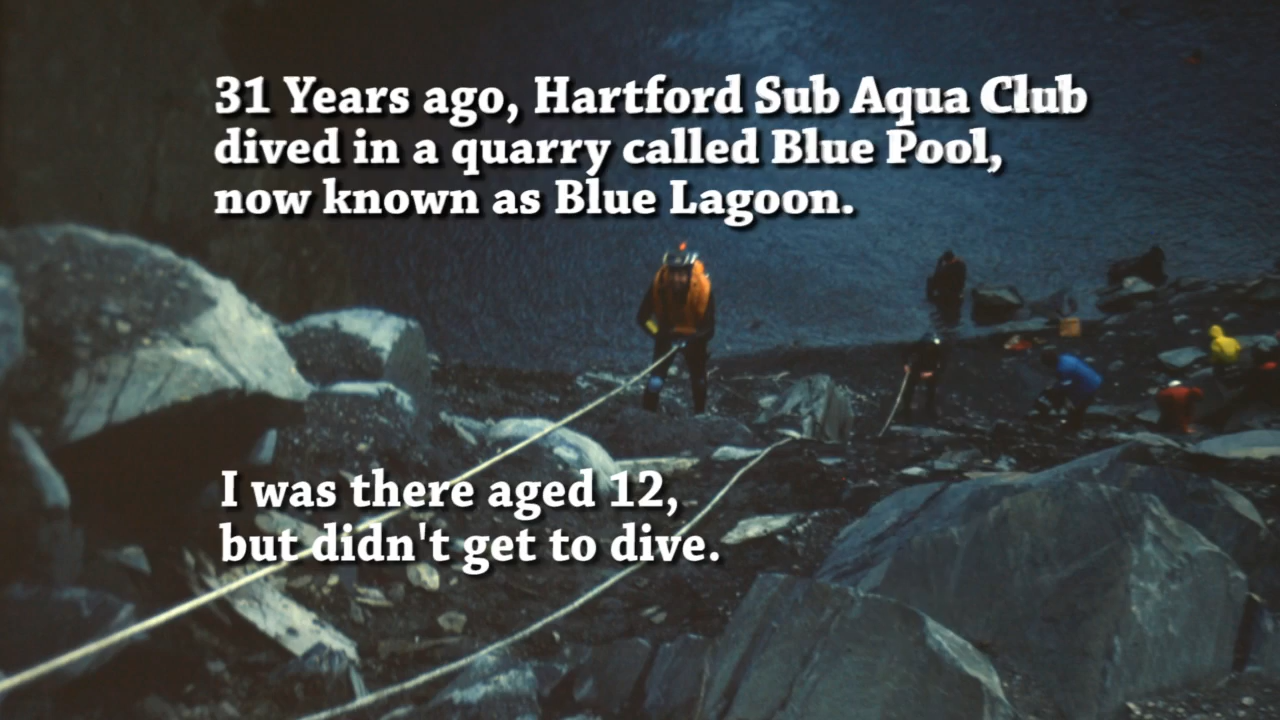 31 Years ago, Hartford Sub Aqua Club
dived in a quarry called Blue Pool,
now known as Blue Lagoon.
I was there aged 12,
but didn't get to dive.